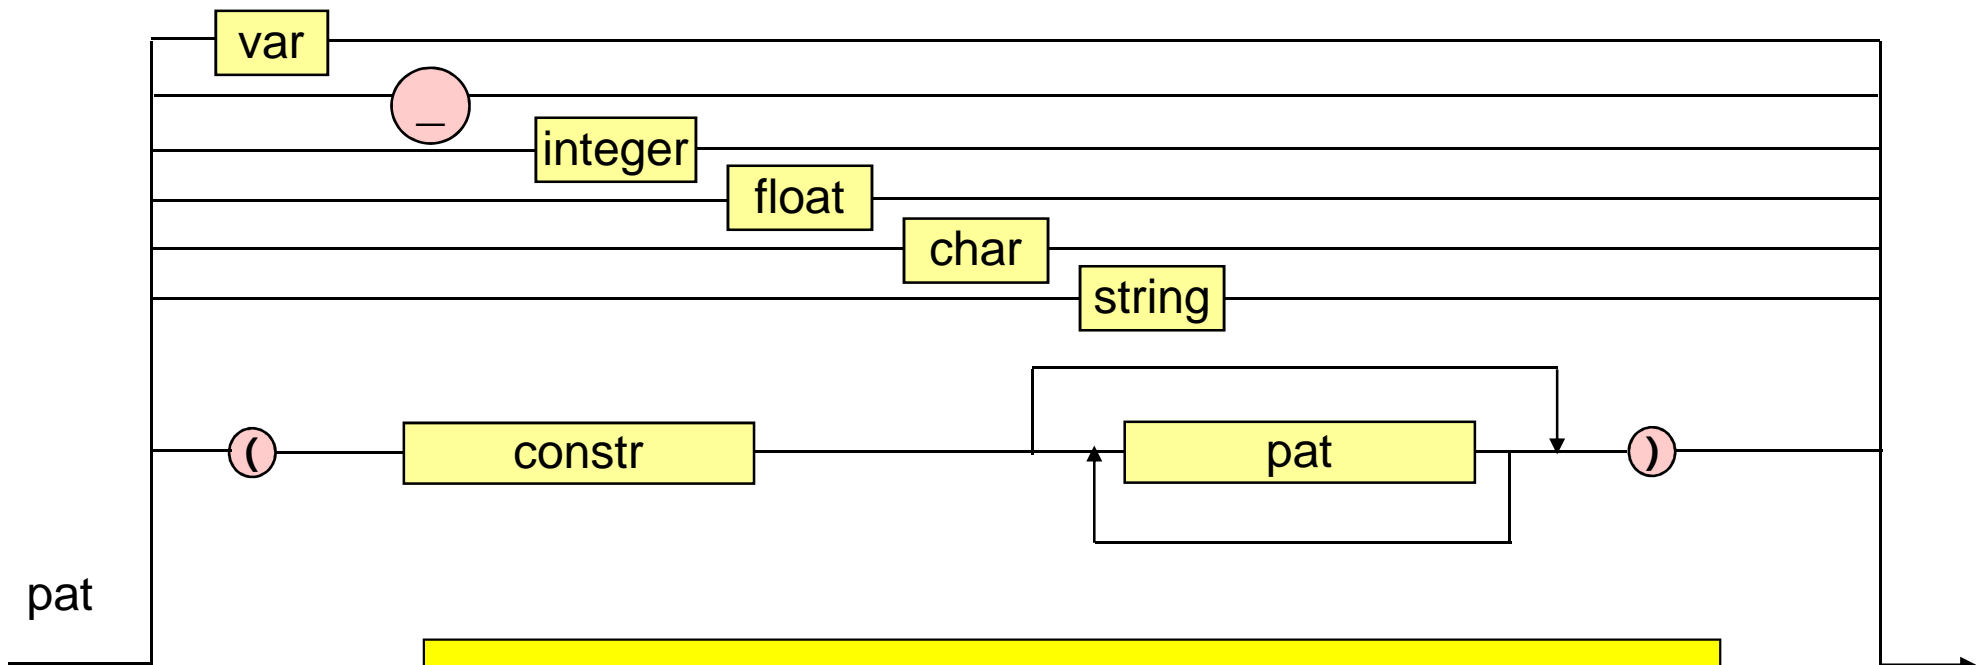 var
_
integer
float
char
string
( constr pat )
pat